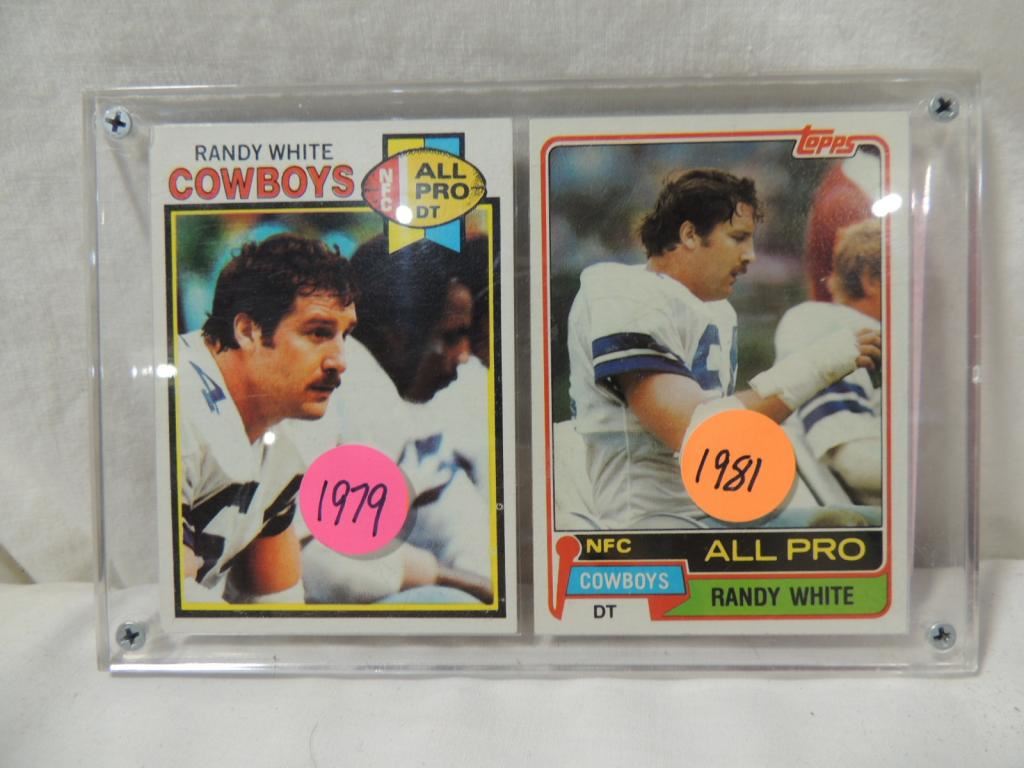 RANDY WHITE
COWBOYS
NFC
ALL
PRO
DT
1979
topps
1981
NFC
ALL PRO
COWBOYS
RANDY WHITE
DT